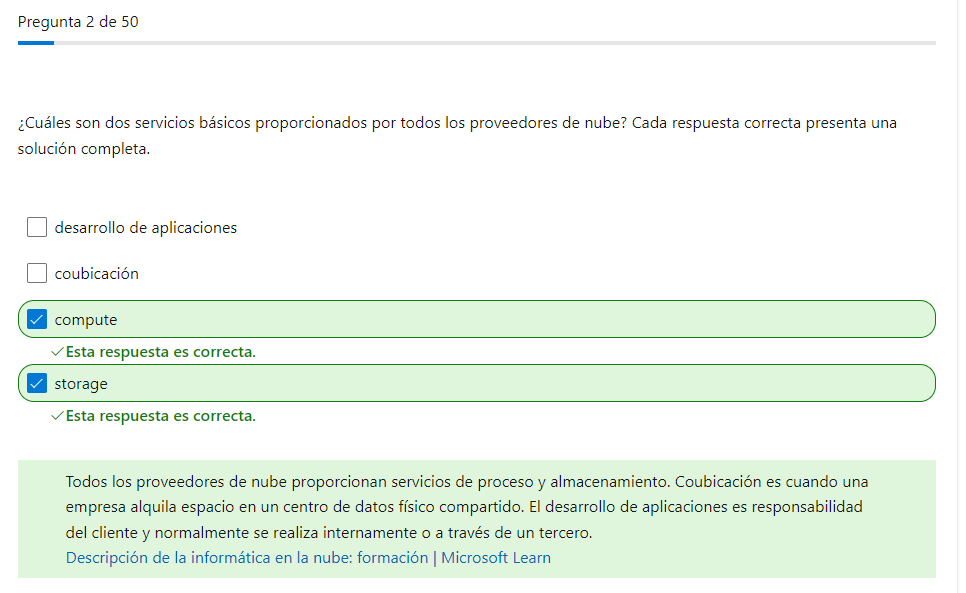 Pregunta 2 de 50
¿Cuáles son dos servicios básicos proporcionados por todos los proveedores de nube? Cada respuesta correcta presenta una
solución completa.
desarrollo de aplicaciones
coubicación
compute
Esta respuesta es correcta.
storage
Esta respuesta es correcta.
Todos los proveedores de nube proporcionan servicios de proceso y almacenamiento. Coubicación es cuando una
empresa alquila espacio en un centro de datos físico compartido. El desarrollo de aplicaciones es responsabilidad
del cliente y normalmente se realiza internamente o a través de un tercero.
Descripción de la informática en la nube: formación | Microsoft Learn